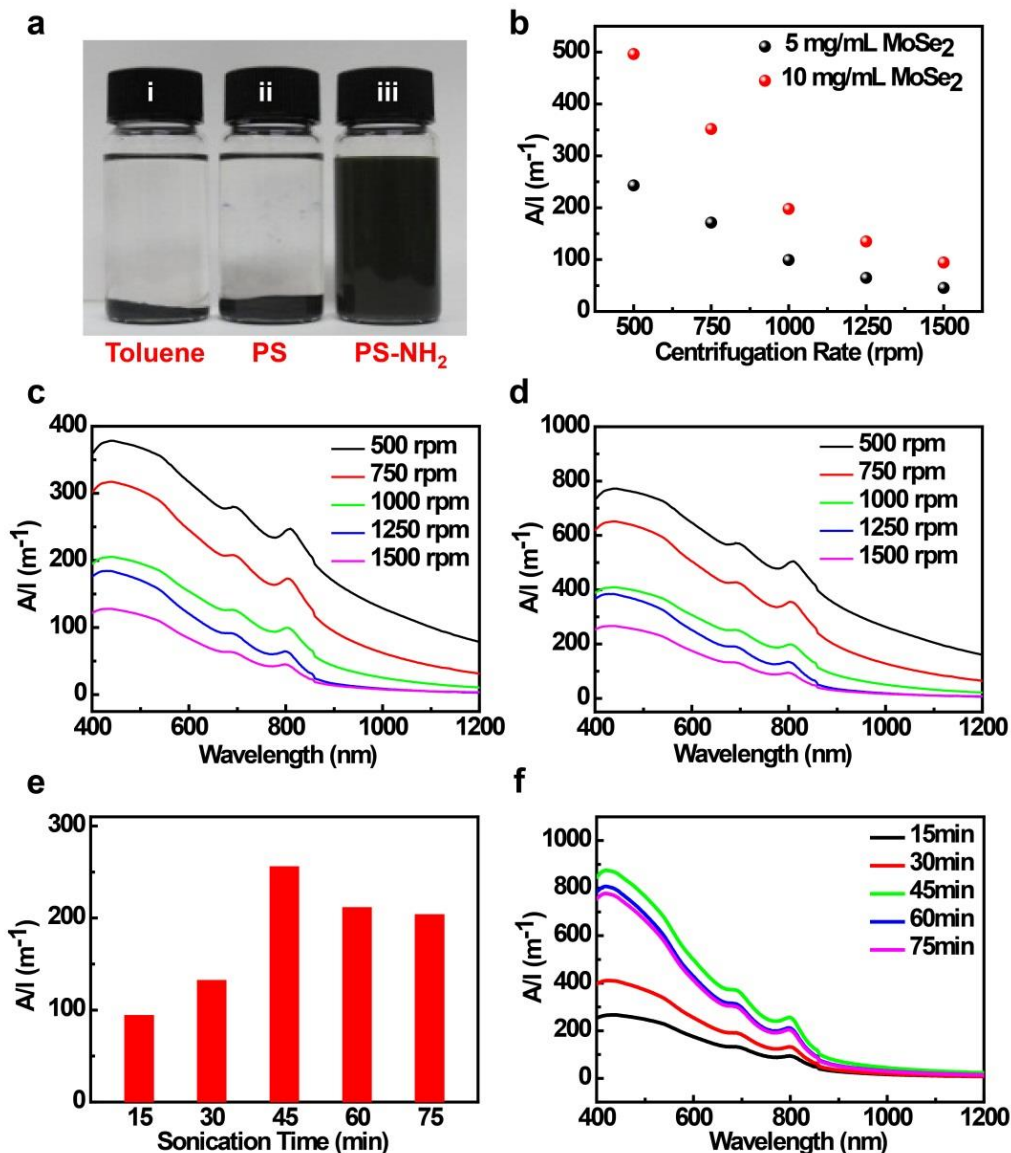 a
i
ii
iii
Toluene
PS
PS-NH₂
b
A/l (m⁻¹)
500
400
300
200
100
0
5 mg/mL MoSe₂
10 mg/mL MoSe₂
500 750 1000 1250 1500
Centrifugation Rate (rpm)
c
A/l (m⁻¹)
400
300
200
100
0
500 rpm
750 rpm
1000 rpm
1250 rpm
1500 rpm
400 600 800 1000 1200
Wavelength (nm)
d
A/l (m⁻¹)
1000
800
600
400
200
0
500 rpm
750 rpm
1000 rpm
1250 rpm
1500 rpm
400 600 800 1000 1200
Wavelength (nm)
e
A/l (m⁻¹)
300
200
100
0
15 30 45 60 75
Sonication Time (min)
f
A/l (m⁻¹)
1000
800
600
400
200
0
15min
30min
45min
60min
75min
400 600 800 1000 1200
Wavelength (nm)